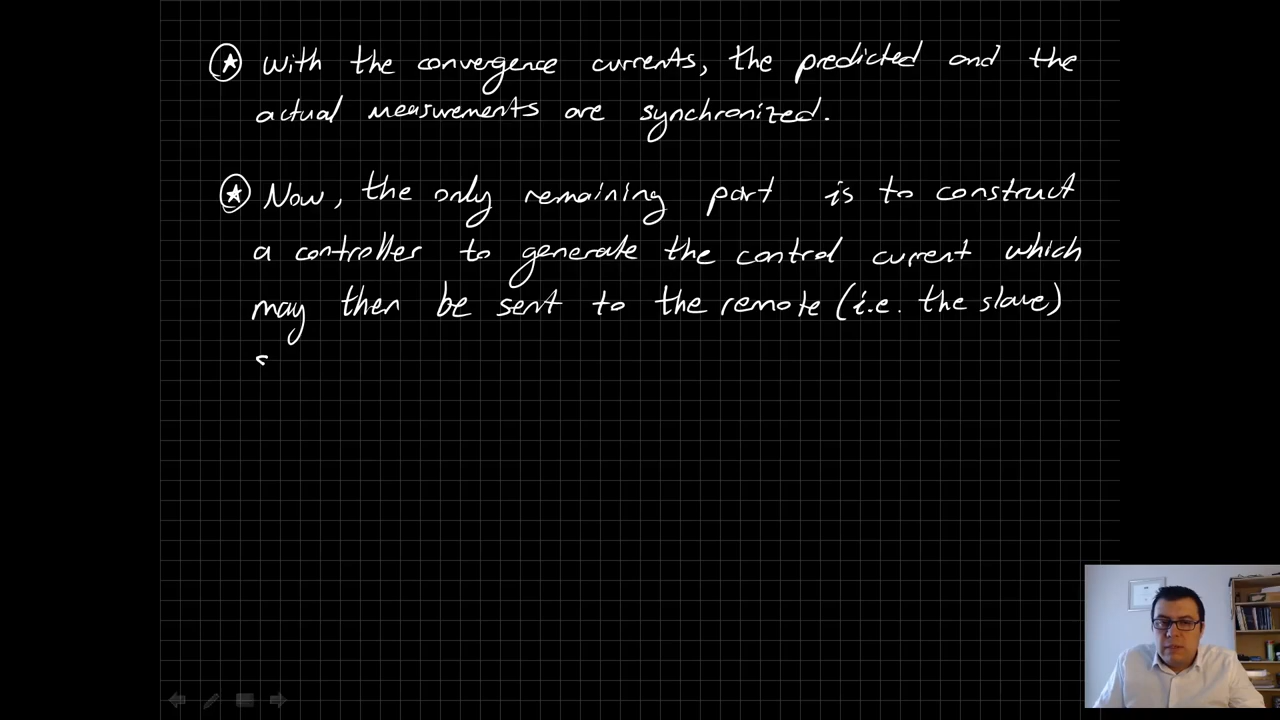 With the convergence currents, the predicted and the
actual measurements are synchronized.
Now, the only remaining part is to construct
a controller to generate the control current which
may then be sent to the remote (i.e. the slave)
s